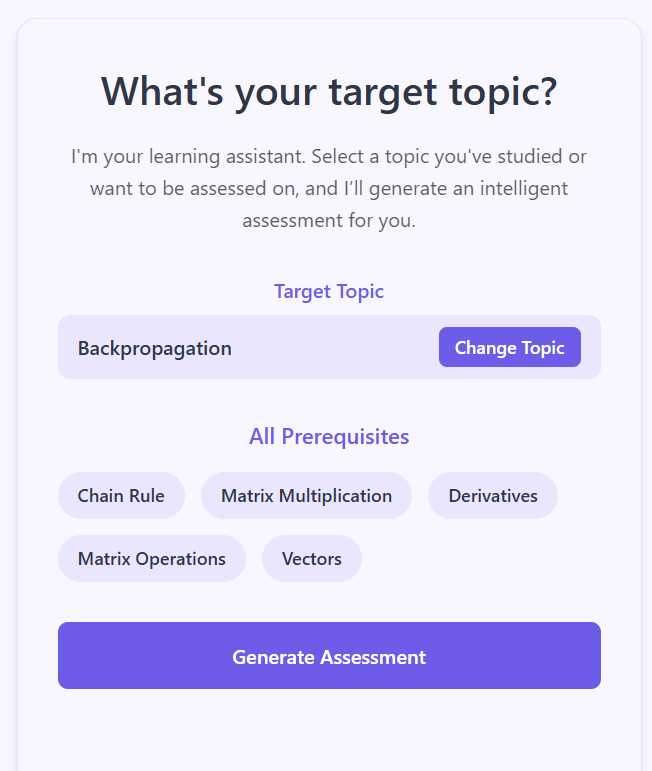 What's your target topic?
I'm your learning assistant. Select a topic you've studied or
want to be assessed on, and I’ll generate an intelligent
assessment for you.
Target Topic
Backpropagation
Change Topic
All Prerequisites
Chain Rule
Matrix Multiplication
Derivatives
Matrix Operations
Vectors
Generate Assessment